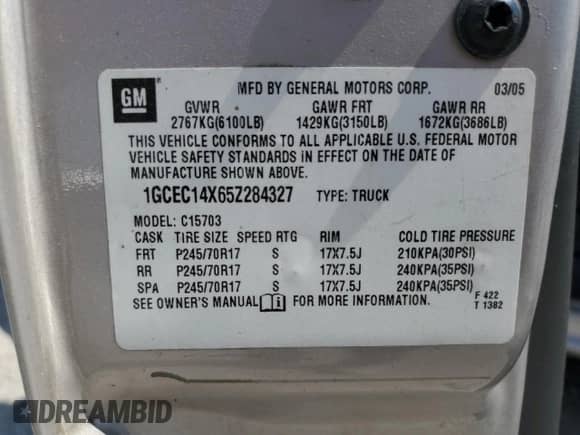 GM
MFD BY GENERAL MOTORS CORP. 03/05
GVWR GAWR FRT GAWR RR
2767KG(6100LB) 1429KG(3150LB) 1672KG(3686LB)
THIS VEHICLE CONFORMS TO ALL APPLICABLE U.S. FEDERAL MOTOR
VEHICLE SAFETY STANDARDS IN EFFECT ON THE DATE OF
MANUFACTURE SHOWN ABOVE.
1GCEC14X65Z284327 TYPE: TRUCK
MODEL: C15703
CASK TIRE SIZE SPEED RTG RIM COLD TIRE PRESSURE
FRT P245/70R17 S 17X7.5J 210KPA(30PSI)
RR P245/70R17 S 17X7.5J 240KPA(35PSI)
SPA P245/70R17 S 17X7.5J 240KPA(35PSI)
SEE OWNER'S MANUAL i FOR MORE INFORMATION.
F 422
T 1382
DREAMBID